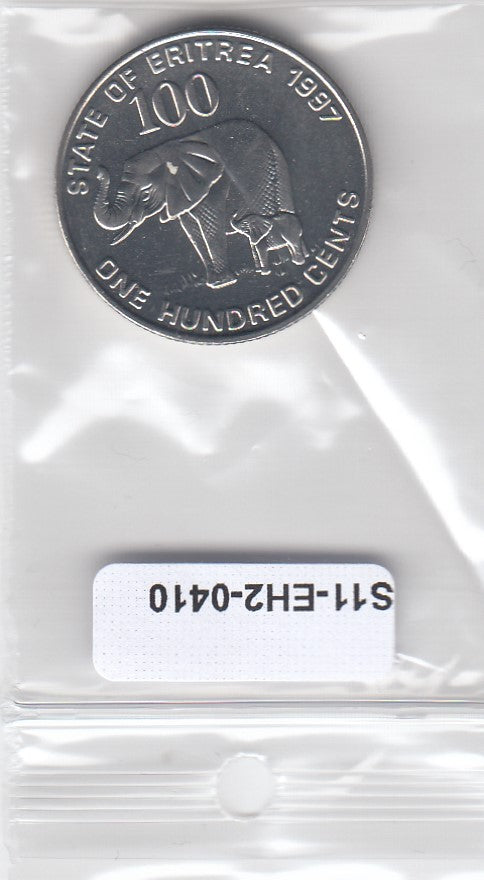 STATE OF ERITREA 1997
100
ONE HUNDRED CENTS
S11-EH2-0410